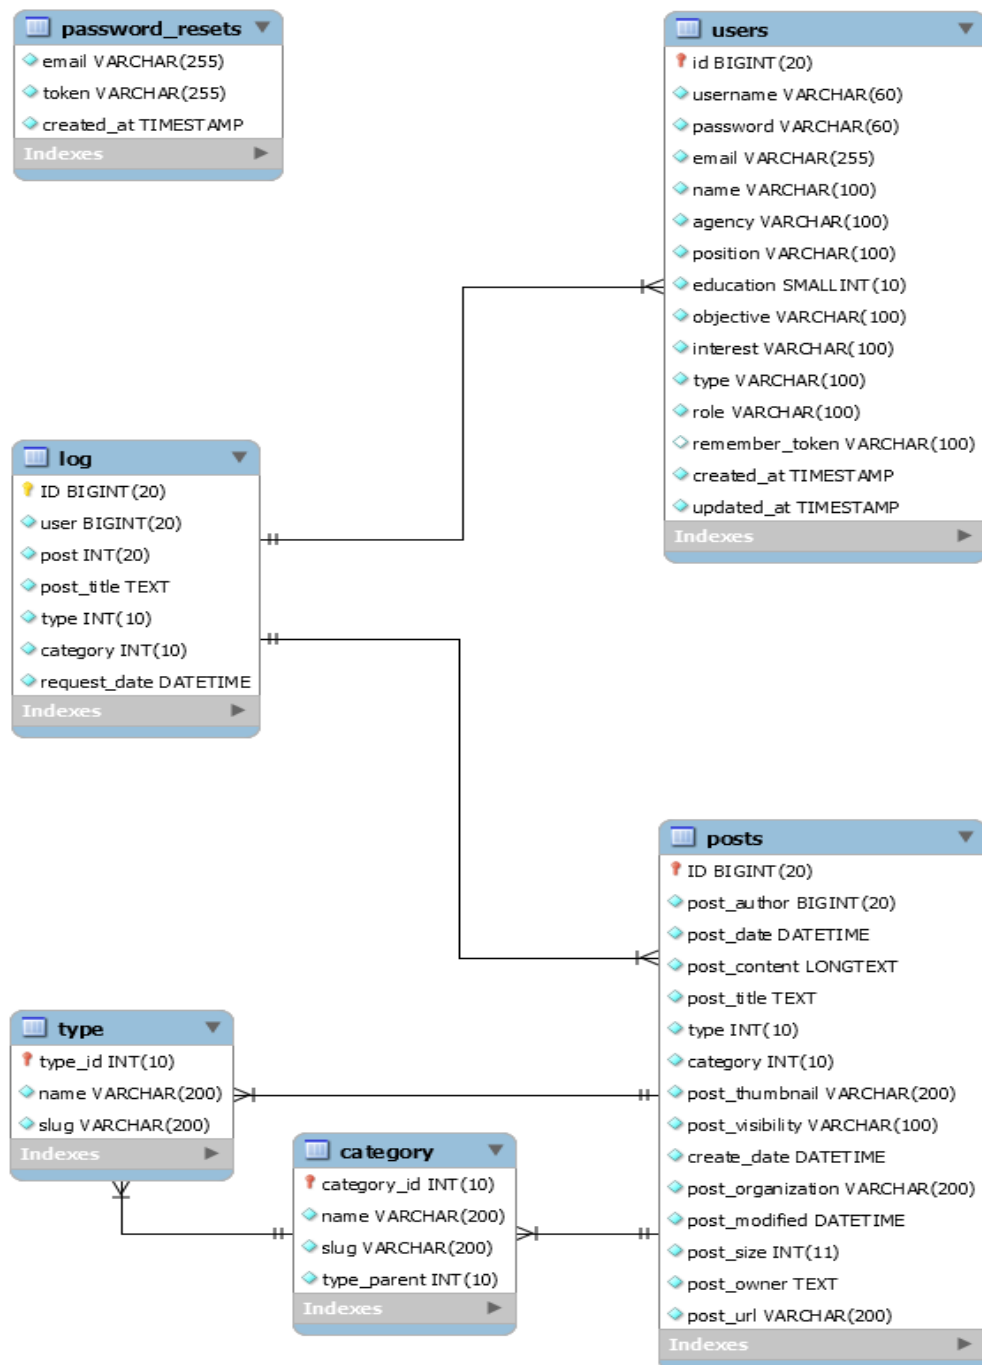 password_resets
email VARCHAR(255)
token VARCHAR(255)
created_at TIMESTAMP
Indexes
users
id BIGINT(20)
username VARCHAR(60)
password VARCHAR(60)
email VARCHAR(255)
name VARCHAR(100)
agency VARCHAR(100)
position VARCHAR(100)
education SMALLINT(10)
objective VARCHAR(100)
interest VARCHAR(100)
type VARCHAR(100)
role VARCHAR(100)
remember_token VARCHAR(100)
created_at TIMESTAMP
updated_at TIMESTAMP
Indexes
log
ID BIGINT(20)
user BIGINT(20)
post INT(20)
post_title TEXT
type INT(10)
category INT(10)
request_date DATETIME
Indexes
posts
ID BIGINT(20)
post_author BIGINT(20)
post_date DATETIME
post_content LONGTEXT
post_title TEXT
type INT(10)
category INT(10)
post_thumbnail VARCHAR(200)
post_visibility VARCHAR(100)
create_date DATETIME
post_organization VARCHAR(200)
post_modified DATETIME
post_size INT(11)
post_owner TEXT
post_url VARCHAR(200)
Indexes
type
type_id INT(10)
name VARCHAR(200)
slug VARCHAR(200)
Indexes
category
category_id INT(10)
name VARCHAR(200)
slug VARCHAR(200)
type_parent INT(10)
Indexes